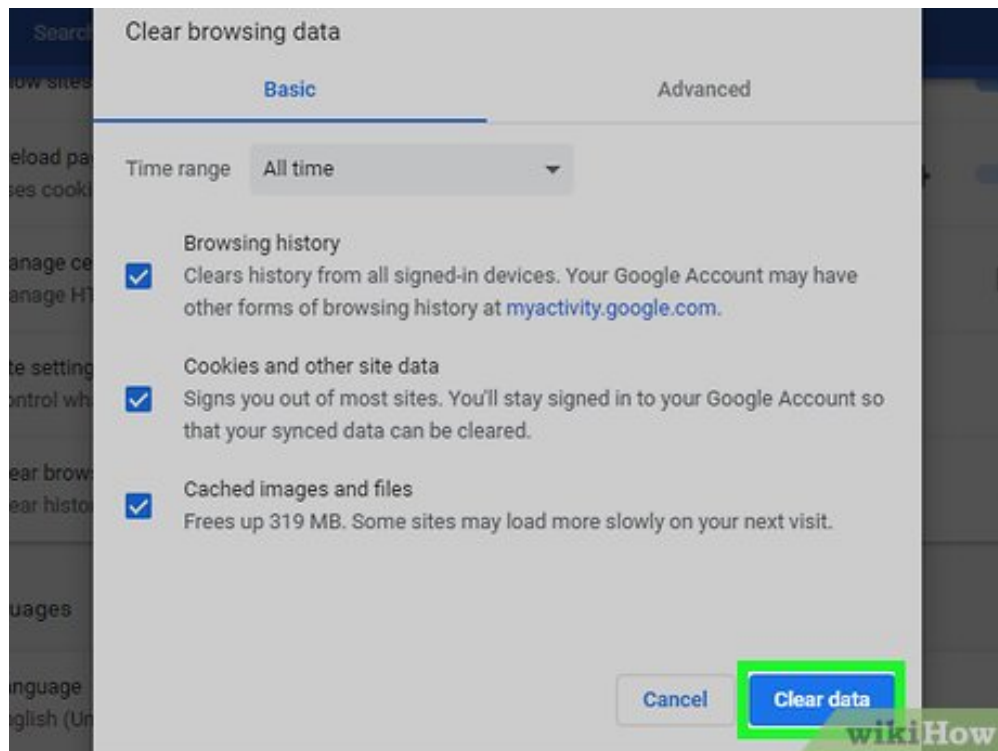 Search
Clear browsing data
Basic
Advanced
Time range
All time
Browsing history
Clears history from all signed-in devices. Your Google Account may have
other forms of browsing history at myactivity.google.com.
Cookies and other site data
Signs you out of most sites. You'll stay signed in to your Google Account so
that your synced data can be cleared.
Cached images and files
Frees up 319 MB. Some sites may load more slowly on your next visit.
Cancel
Clear data
wikiHow